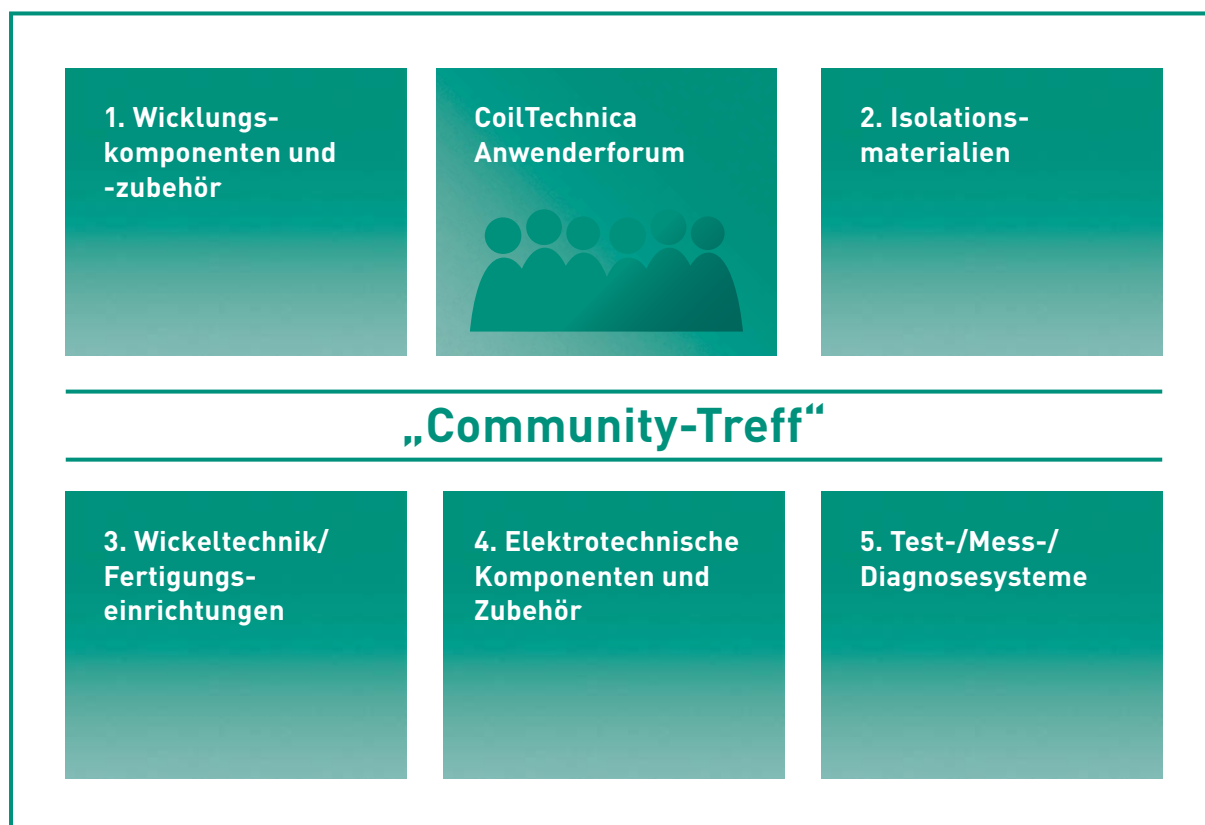 1. Wicklungs-
komponenten und
-zubehör
CoilTechnica
Anwenderforum
2. Isolations-
materialien
„Community-Treff“
3. Wickeltechnik/
Fertigungs-
einrichtungen
4. Elektrotechnische
Komponenten und
Zubehör
5. Test-/Mess-/
Diagnosesysteme